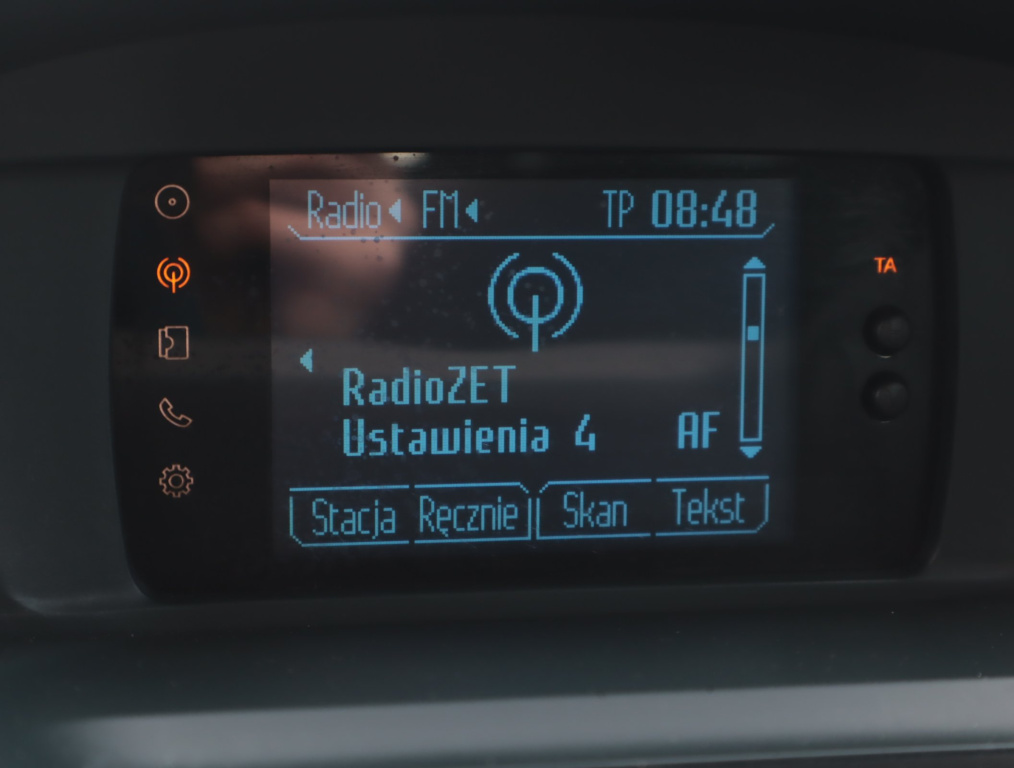 Radio FM TP 08:48
TA
RadioZET
Ustawienia 4 AF
Stacja Ręcznie Skan Tekst